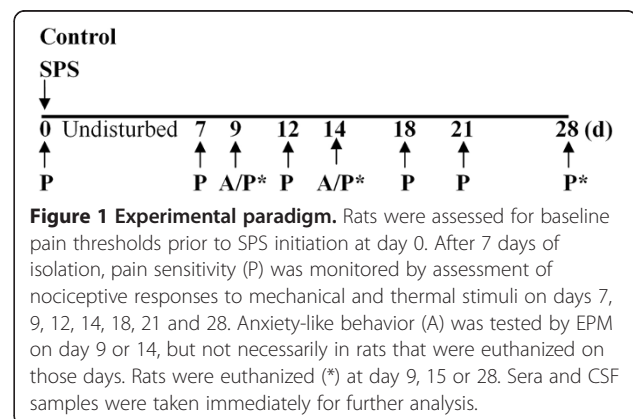 Control
SPS
0 Undisturbed 7 9 12 14 18 21 28 (d)
P P A/P* P A/P* P P P*
Figure 1 Experimental paradigm. Rats were assessed for baseline
pain thresholds prior to SPS initiation at day 0. After 7 days of
isolation, pain sensitivity (P) was monitored by assessment of
nociceptive responses to mechanical and thermal stimuli on days 7,
9, 12, 14, 18, 21 and 28. Anxiety-like behavior (A) was tested by EPM
on day 9 or 14, but not necessarily in rats that were euthanized on
those days. Rats were euthanized (*) at day 9, 15 or 28. Sera and CSF
samples were taken immediately for further analysis.